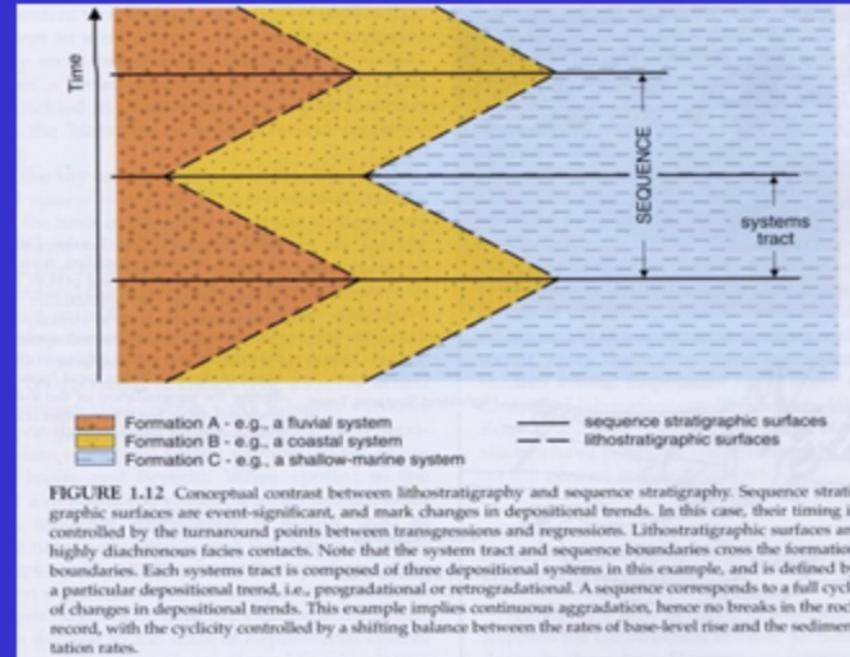 Time
SEQUENCE
systems
tract
Formation A - e.g., a fluvial system
Formation B - e.g., a coastal system
Formation C - e.g., a shallow-marine system
sequence stratigraphic surfaces
lithostratigraphic surfaces
FIGURE 1.12 Conceptual contrast between lithostratigraphy and sequence stratigraphy. Sequence strati
graphic surfaces are event-significant, and mark changes in depositional trends. In this case, their timing i
controlled by the turnaround points between transgressions and regressions. Lithostratigraphic surfaces ar
highly diachronous facies contacts. Note that the system tract and sequence boundaries cross the formatio
boundaries. Each systems tract is composed of three depositional systems in this example, and is defined b
a particular depositional trend, i.e., progradational or retrogradational. A sequence corresponds to a full cycl
of changes in depositional trends. This example implies continuous aggradation, hence no breaks in the roc
record, with the cyclicity controlled by a shifting balance between the rates of base-level rise and the sedimen
tation rates.